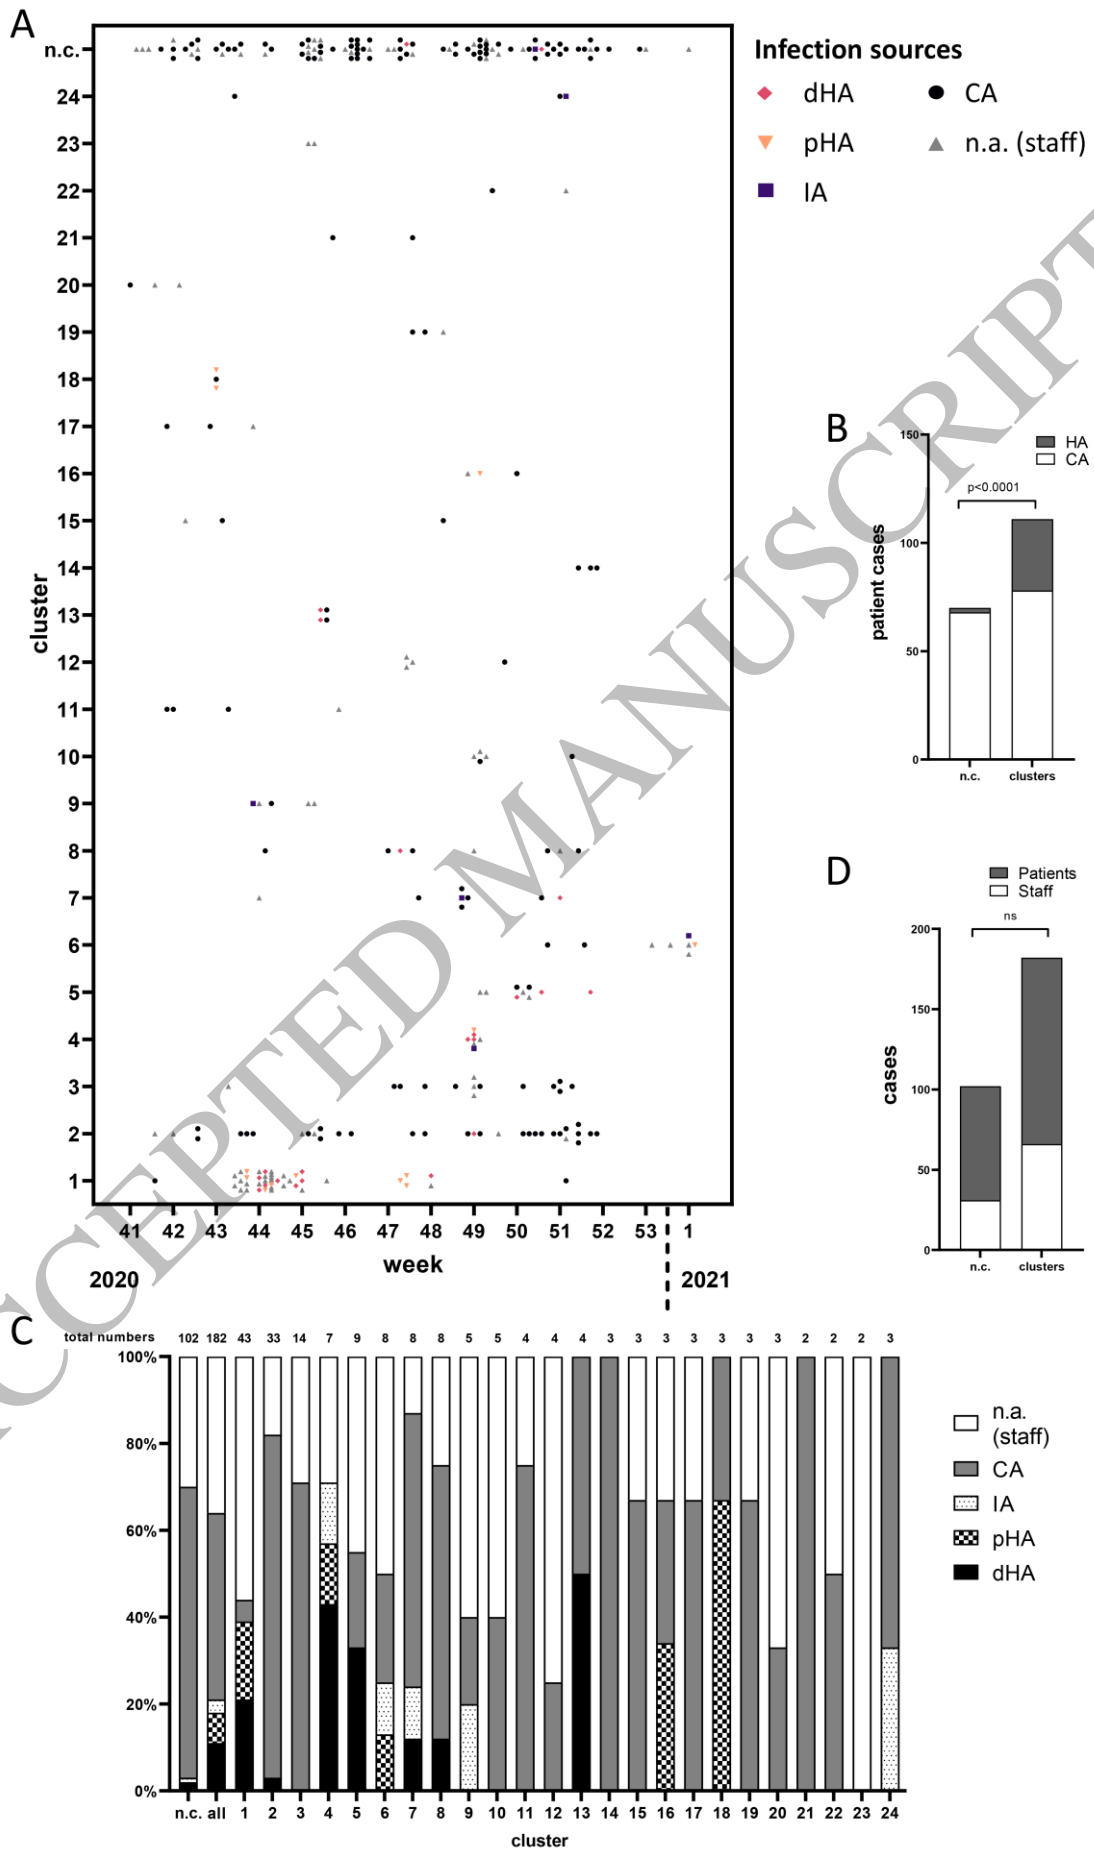 A
Infection sources
dHA
CA
pHA
n.a. (staff)
IA
cluster
n.c.
24
23
22
21
20
19
18
17
16
15
14
13
12
11
10
9
8
7
6
5
4
3
2
1
41 42 43 44 45 46 47 48 49 50 51 52 53 1
week
2020 2021
B
HA
CA
p<0.0001
patient cases
150
100
50
0
n.c. clusters
D
Patients
Staff
ns
cases
200
150
100
50
0
n.c. clusters
C
total numbers 102 182 43 33 14 7 9 8 8 8 5 5 4 4 4 3 3 3 3 3 3 3 2 2 2 3
100%
80%
60%
40%
20%
0%
n.c. all 1 2 3 4 5 6 7 8 9 10 11 12 13 14 15 16 17 18 19 20 21 22 23 24
cluster
n.a.
(staff)
CA
IA
pHA
dHA
CCEPTED MANUSCRIPT